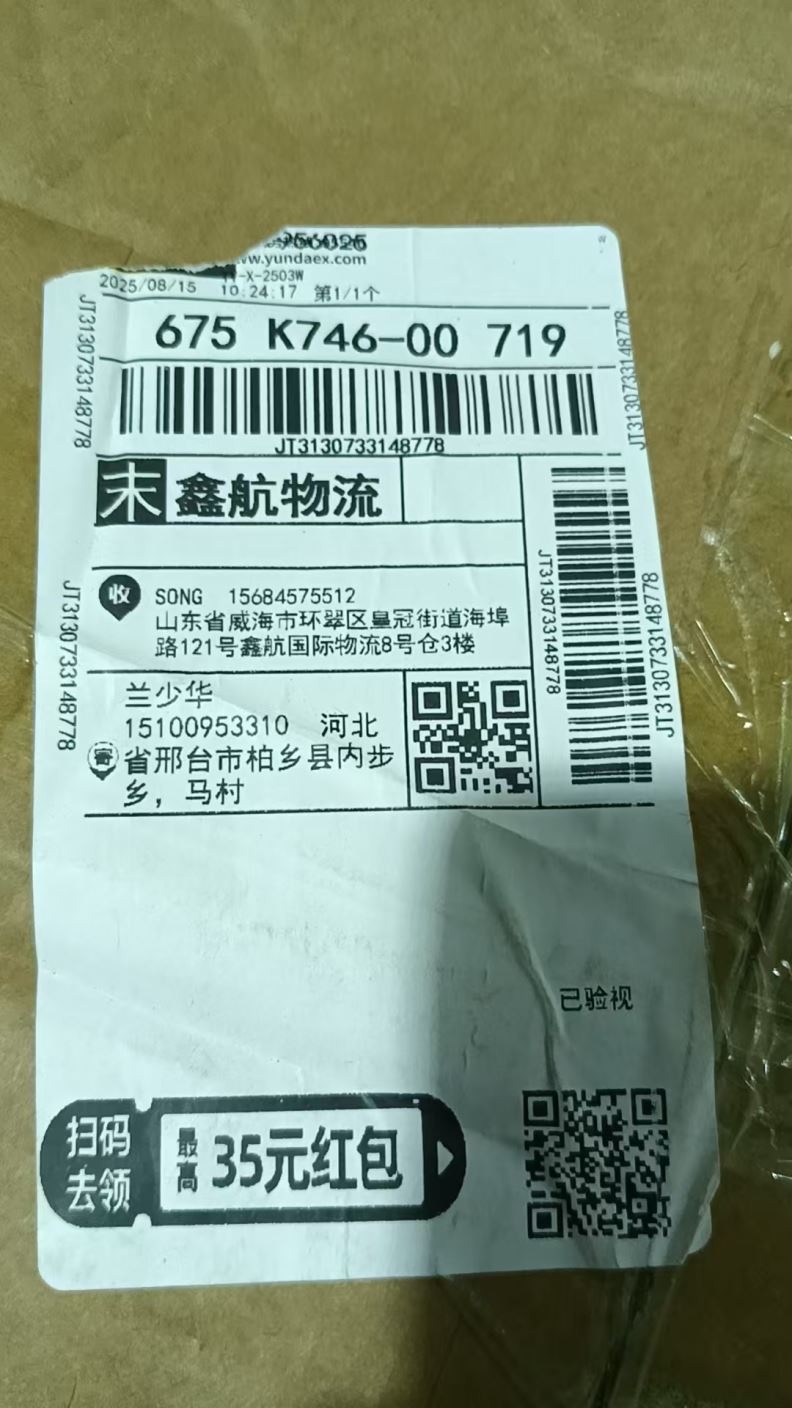 956025
www.yundaex.com
-X-2503W
2025/08/15 10:24:17 第1/1个
675 K746-00 719
JT3130733148778
JT3130733148778
JT3130733148778
末 鑫航物流
收 SONG 15684575512
山东省威海市环翠区皇冠街道海埠
路121号鑫航国际物流8号仓3楼
JT3130733148778
JT3130733148778
JT3130733148778
兰少华
15100953310 河北
寄 省邢台市柏乡县内步
乡，马村
已验视
扫码
去领
最高 35元红包